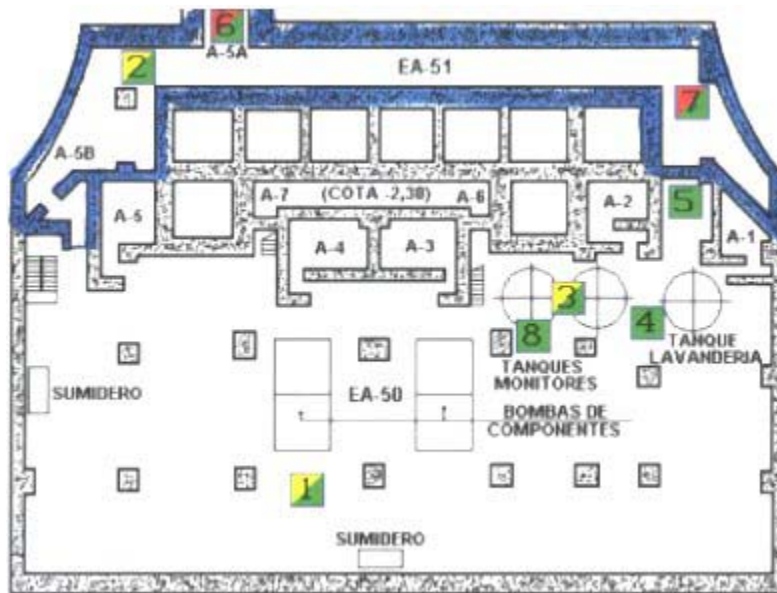 6
A-5A
2
EA-51
7
A-5B
A-7
(COTA -2,30)
A-6
A-2
5
A-5
A-4
A-3
A-1
3
8
4
TANQUES
MONITORES
TANQUE
LAVANDERIA
SUMIDERO
EA-50
BOMBAS DE
COMPONENTES
1
SUMIDERO